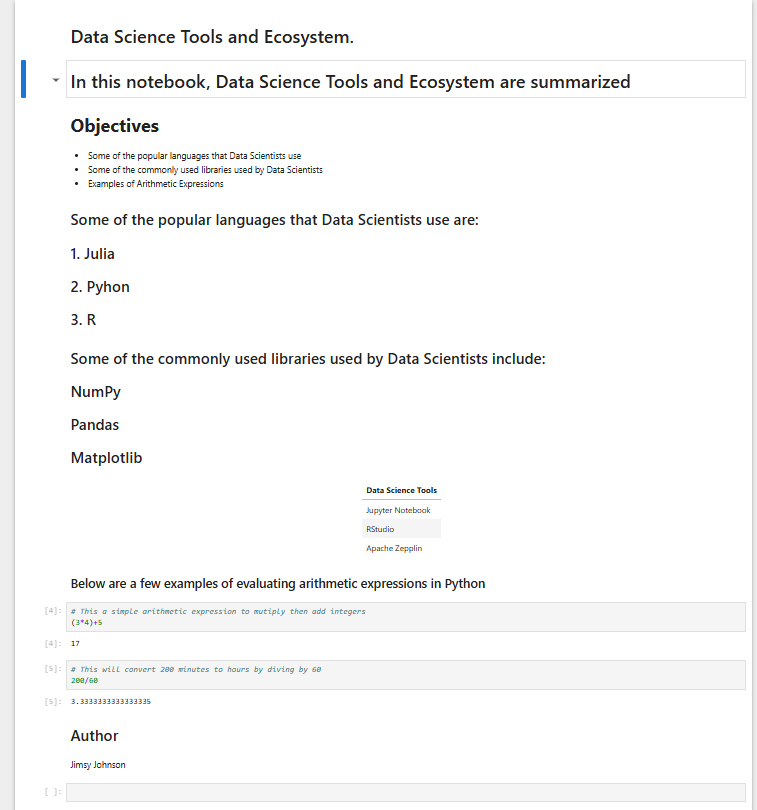 Data Science Tools and Ecosystem.
In this notebook, Data Science Tools and Ecosystem are summarized
Objectives
• Some of the popular languages that Data Scientists use
• Some of the commonly used libraries used by Data Scientists
• Examples of Arithmetic Expressions
Some of the popular languages that Data Scientists use are:
1. Julia
2. Pyhon
3. R
Some of the commonly used libraries used by Data Scientists include:
NumPy
Pandas
Matplotlib
Data Science Tools
Jupyter Notebook
RStudio
Apache Zepplin
Below are a few examples of evaluating arithmetic expressions in Python
[4]: # This a simple arithmetic expression to mutiply then add integers
(3*4)+5
[4]: 17
[5]: # This will convert 200 minutes to hours by diving by 60
200/60
[5]: 3.3333333333333335
Author
Jimsy Johnson
[ ]: